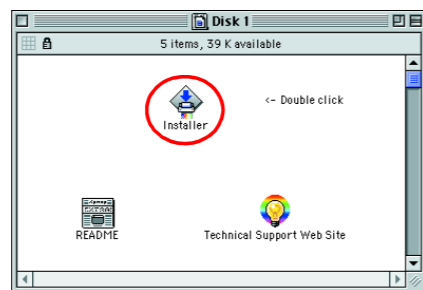 Disk 1
5 items, 39 K available
<- Double click
Installer
README
Technical Support Web Site